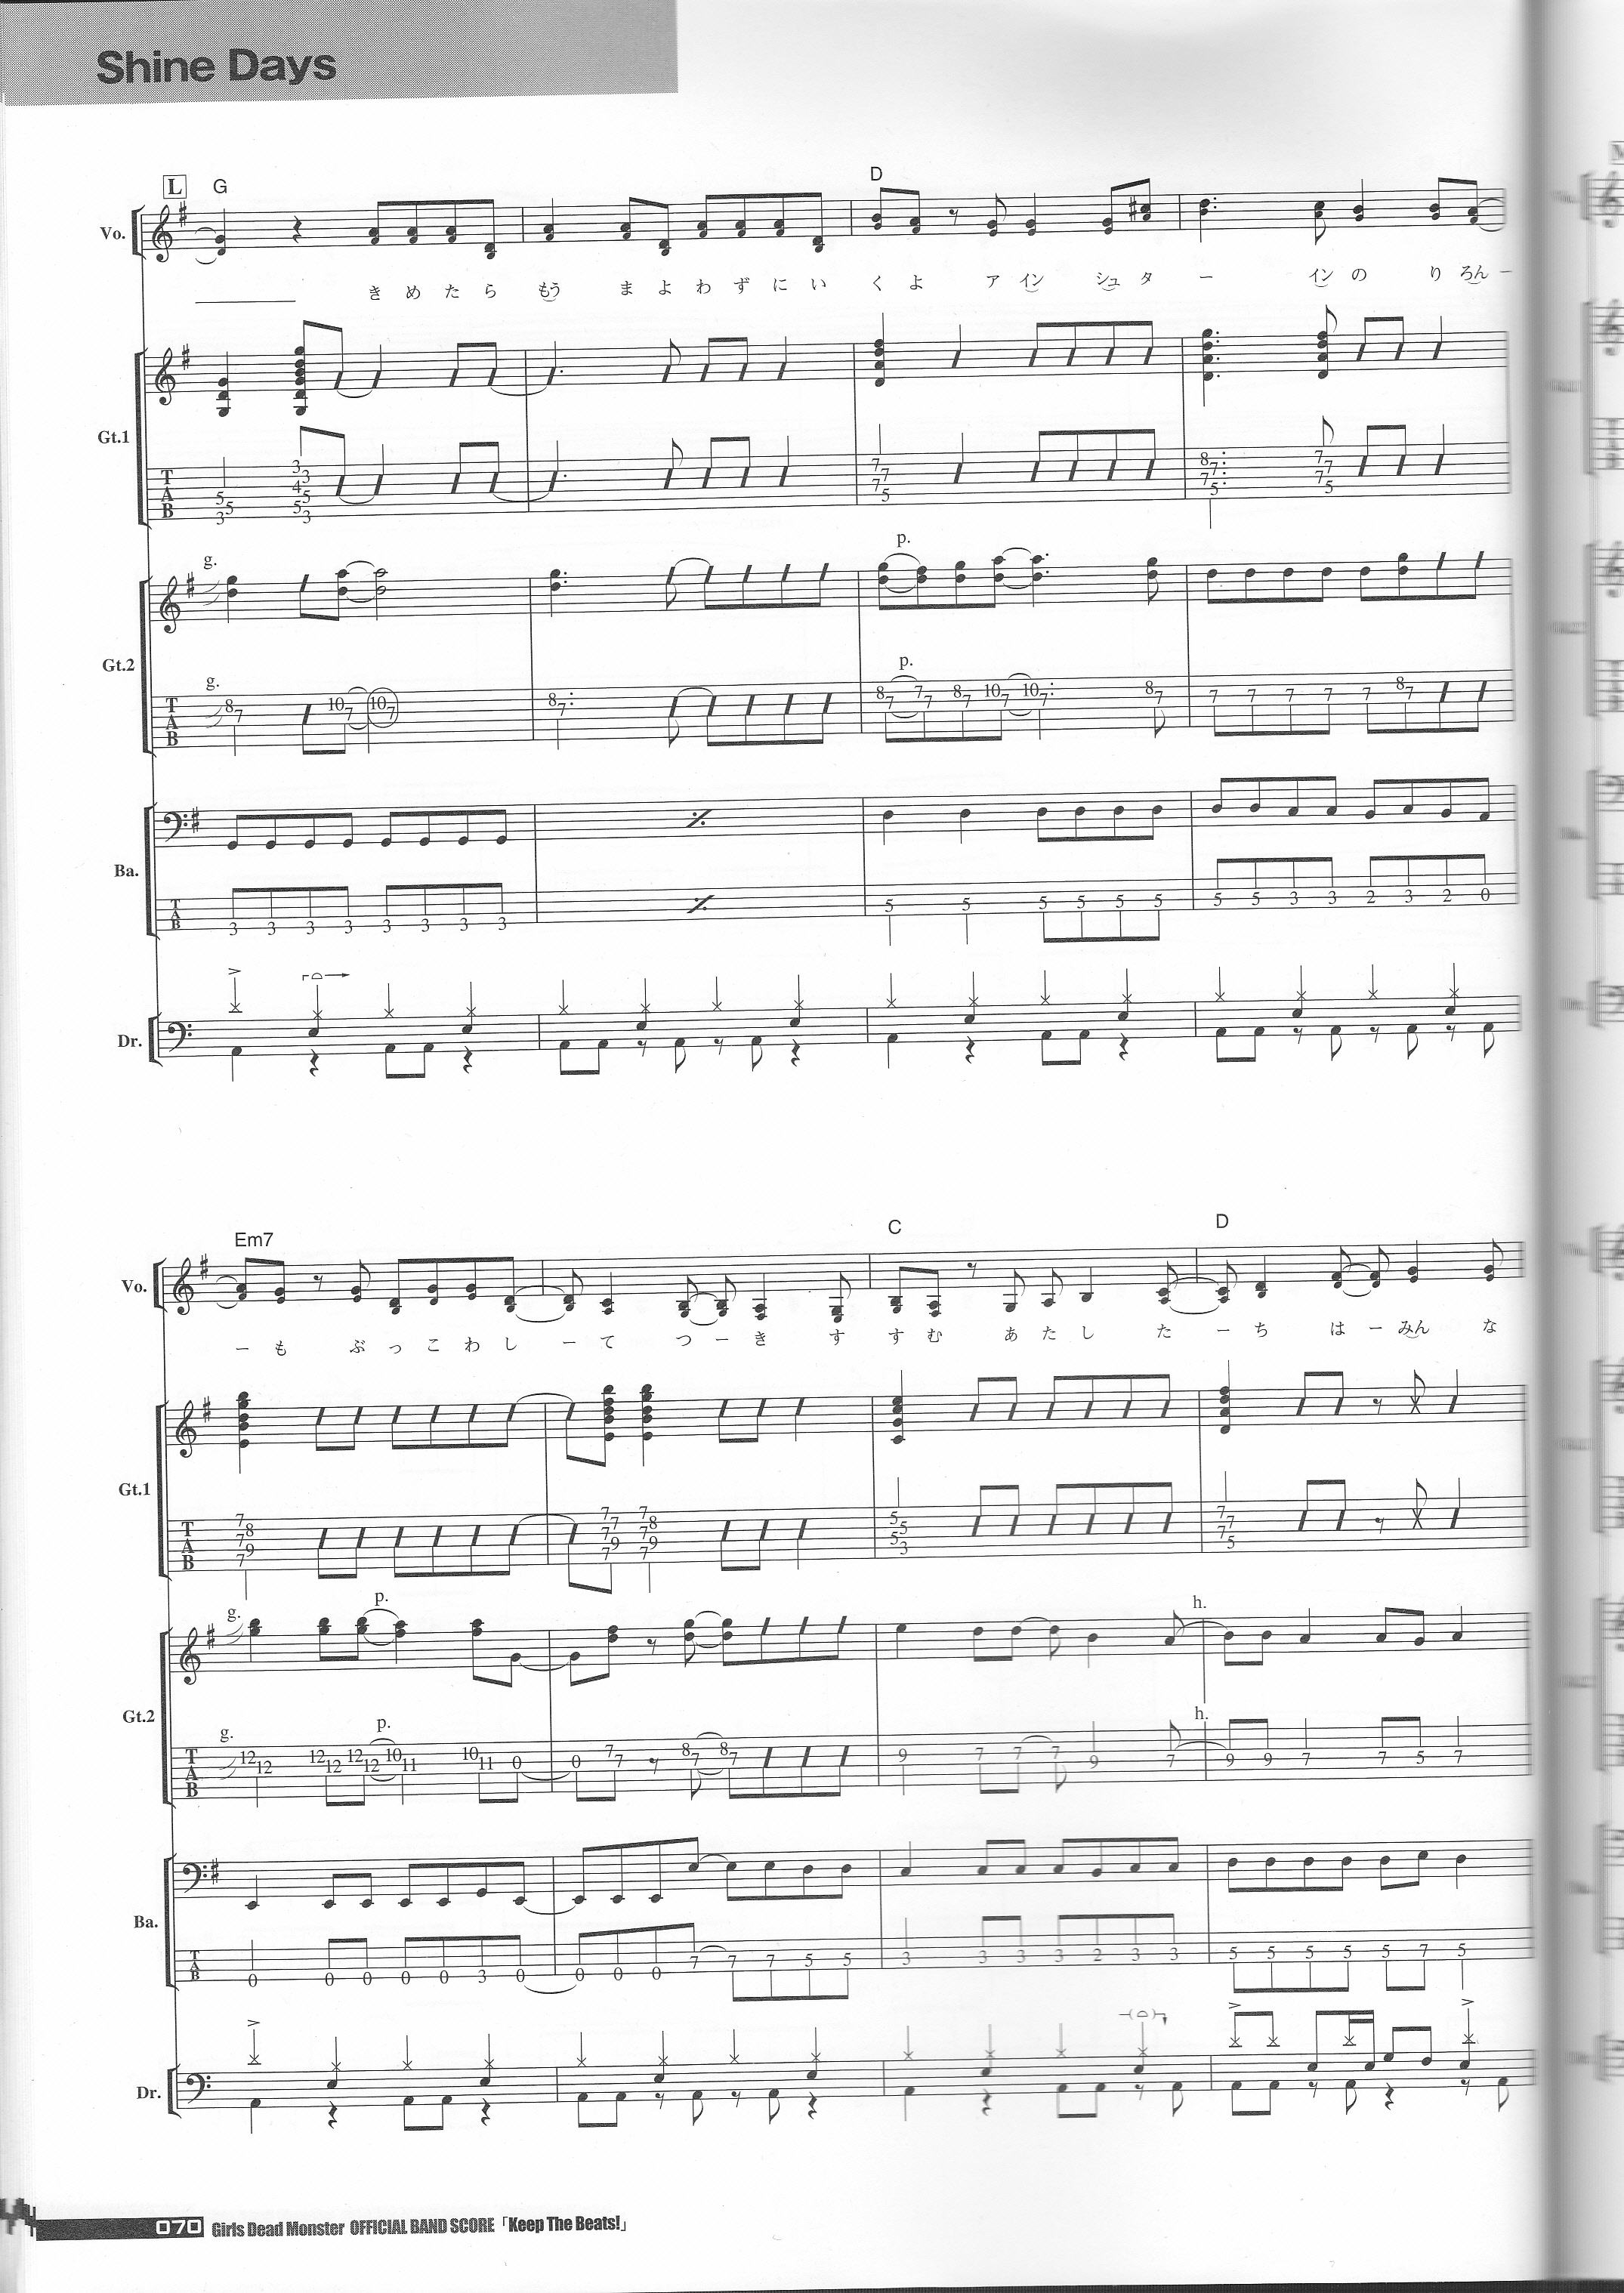 Shine Days
L G D
Vo.
き め た ら もう ま よ わ ず に い く よ ア イン シュ タ ー イン の り ろん ー
Gt.1
g. p.
Gt.2
g. p.
Ba.
Dr.
Em7 C D
Vo.
ー も ぶ っ こ わ し ー て つ ー き す す む あ た し た ー ち は ー みん な
Gt.1
g. p. h.
Gt.2
g. p. h.
Ba.
Dr.
070 Girls Dead Monster OFFICIAL BAND SCORE「Keep The Beats!」